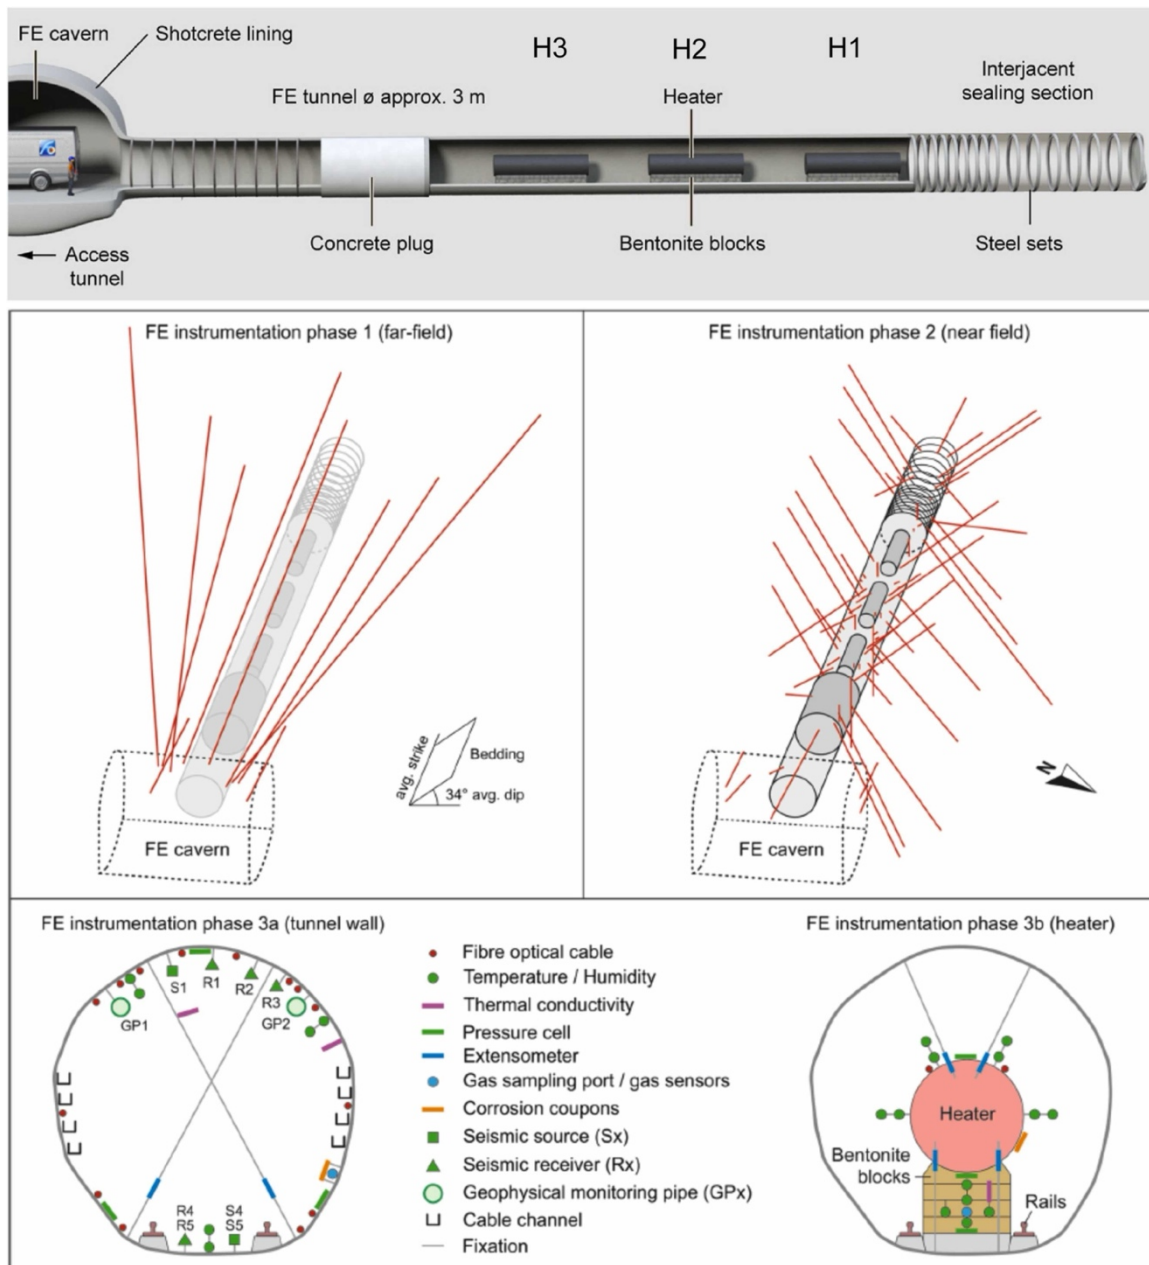 H3 H2 H1
FE cavern
Shotcrete lining
Interjacent
sealing section
FE tunnel ø approx. 3 m
Heater
Concrete plug
Bentonite blocks
Steel sets
Access
tunnel
FE instrumentation phase 1 (far-field)
avg. strike
Bedding
34° avg. dip
FE cavern
FE instrumentation phase 2 (near field)
N
FE cavern
FE instrumentation phase 3a (tunnel wall)
S1
R1
R2
R3
GP1
GP2
R4
R5
S4
S5
Fibre optical cable
Temperature / Humidity
Thermal conductivity
Pressure cell
Extensometer
Gas sampling port / gas sensors
Corrosion coupons
Seismic source (Sx)
Seismic receiver (Rx)
Geophysical monitoring pipe (GPx)
Cable channel
Fixation
FE instrumentation phase 3b (heater)
Heater
Bentonite
blocks
Rails